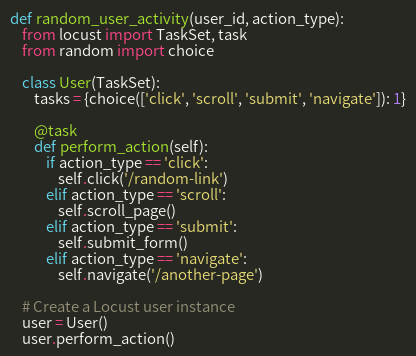 def random_user_activity(user_id, action_type):
    from locust import TaskSet, task
    from random import choice

    class User(TaskSet):
        tasks = {choice(['click', 'scroll', 'submit', 'navigate']): 1}

        @task
        def perform_action(self):
            if action_type == 'click':
                self.click('/random-link')
            elif action_type == 'scroll':
                self.scroll_page()
            elif action_type == 'submit':
                self.submit_form()
            elif action_type == 'navigate':
                self.navigate('/another-page')

    # Create a Locust user instance
    user = User()
    user.perform_action()